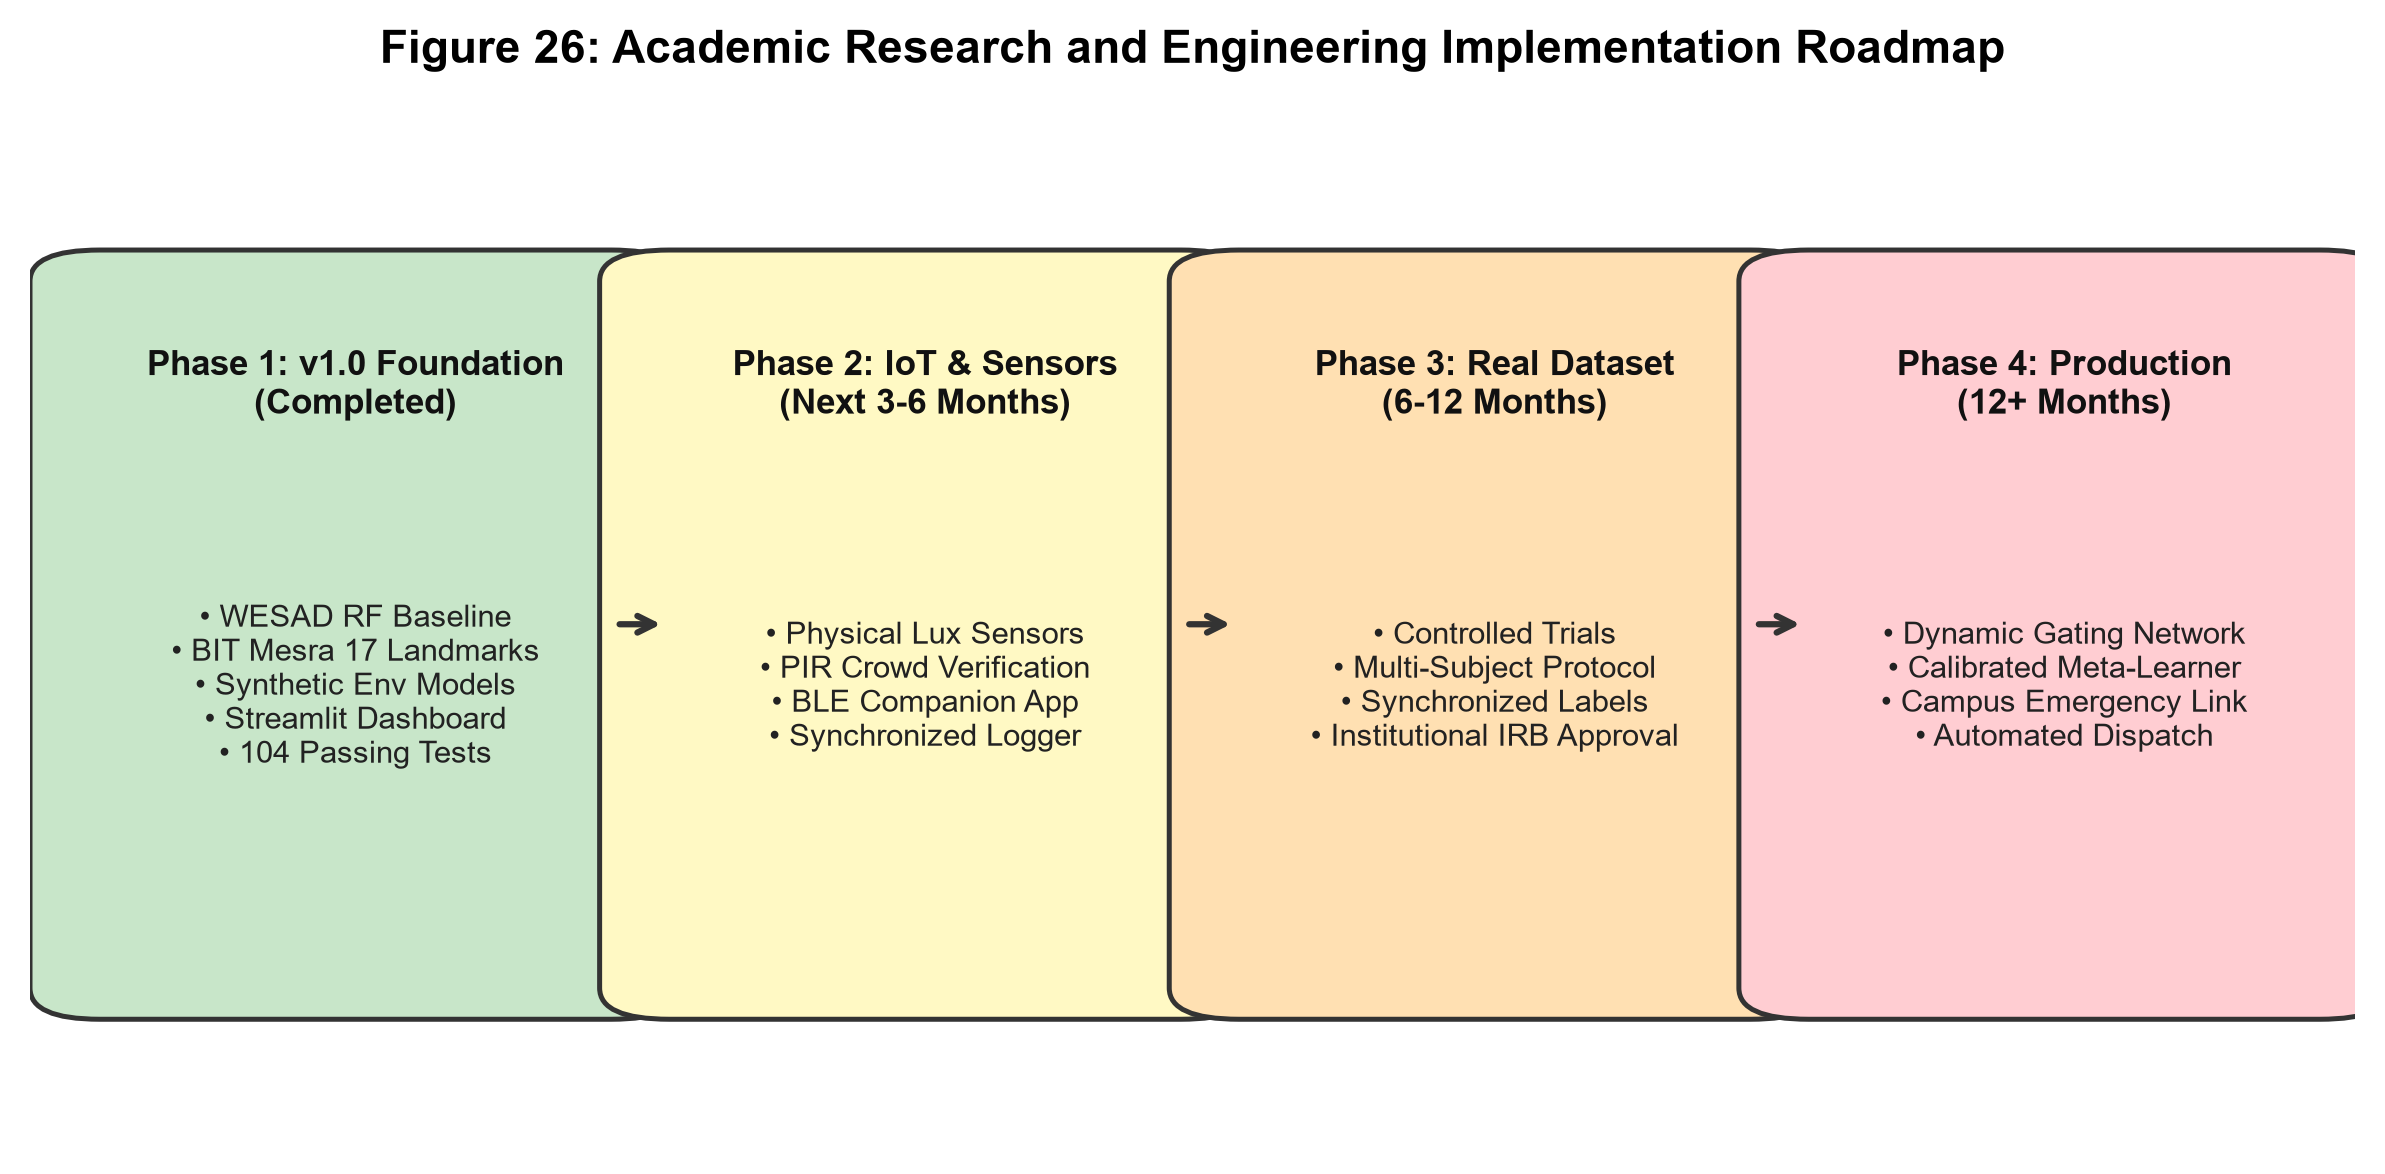 Figure 26: Academic Research and Engineering Implementation Roadmap
Phase 1: v1.0 Foundation
(Completed)
• WESAD RF Baseline
• BIT Mesra 17 Landmarks
• Synthetic Env Models
• Streamlit Dashboard
• 104 Passing Tests
Phase 2: IoT & Sensors
(Next 3-6 Months)
• Physical Lux Sensors
• PIR Crowd Verification
• BLE Companion App
• Synchronized Logger
Phase 3: Real Dataset
(6-12 Months)
• Controlled Trials
• Multi-Subject Protocol
• Synchronized Labels
• Institutional IRB Approval
Phase 4: Production
(12+ Months)
• Dynamic Gating Network
• Calibrated Meta-Learner
• Campus Emergency Link
• Automated Dispatch